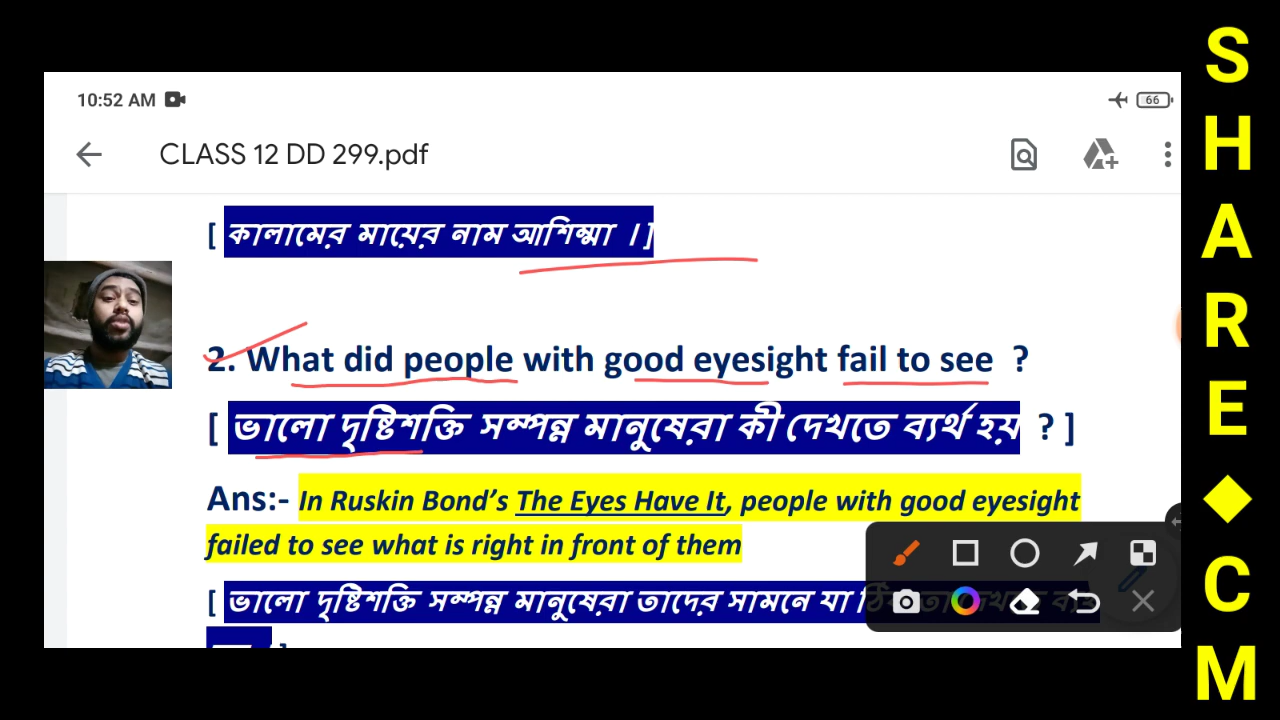 10:52 AM
66
CLASS 12 DD 299.pdf
[ কালামের মায়ের নাম আশিম্মা । ]
2. What did people with good eyesight fail to see ?
[ ভালো দৃষ্টিশক্তি সম্পন্ন মানুষেরা কী দেখতে ব্যর্থ হয় ? ]
Ans:- In Ruskin Bond’s The Eyes Have It, people with good eyesight
failed to see what is right in front of them
[ ভালো দৃষ্টিশক্তি সম্পন্ন মানুষেরা তাদের সামনে যা
SHARE◆CM